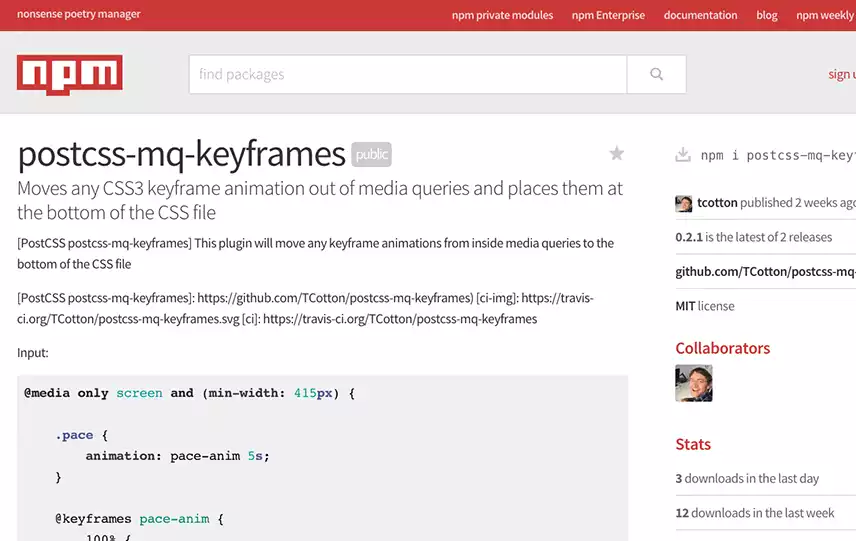 nonsense poetry manager
npm private modules npm Enterprise documentation blog npm weekly
npm
find packages
sign
postcss-mq-keyframes public
npm i postcss-mq-key
Moves any CSS3 keyframe animation out of media queries and places them at
the bottom of the CSS file
tcotton published 2 weeks ago
0.2.1 is the latest of 2 releases
github.com/TCotton/postcss-mq-
MIT license
[PostCSS postcss-mq-keyframes] This plugin will move any keyframe animations from inside media queries to the
bottom of the CSS file
[PostCSS postcss-mq-keyframes]: https://github.com/TCotton/postcss-mq-keyframes) [ci-img]: https://travis-
ci.org/TCotton/postcss-mq-keyframes.svg [ci]: https://travis-ci.org/TCotton/postcss-mq-keyframes
Input:
@media only screen and (min-width: 415px) {
.pace {
animation: pace-anim 5s;
}
@keyframes pace-anim {
100% {
Collaborators
Stats
3 downloads in the last day
12 downloads in the last week